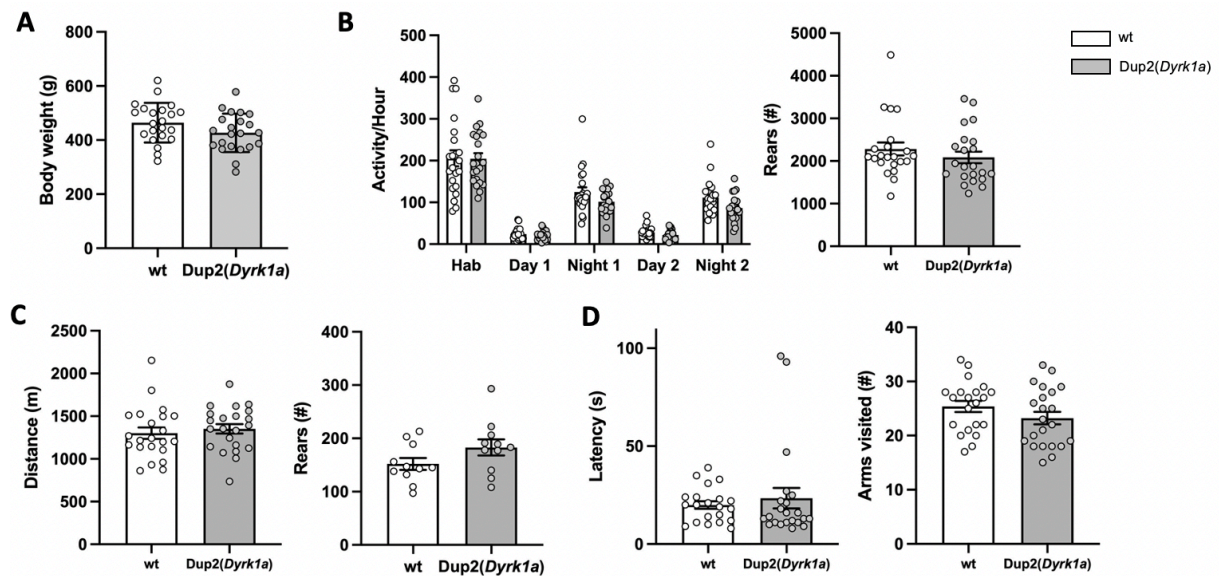 A
Body weight (g)
800
600
400
200
0
wt
Dup2(Dyrk1a)
B
Activity/Hour
500
400
300
200
100
0
Hab
Day 1
Night 1
Day 2
Night 2
Rears (#)
5000
4000
3000
2000
1000
0
wt
Dup2(Dyrk1a)
wt
Dup2(Dyrk1a)
C
Distance (m)
2500
2000
1500
1000
500
0
wt
Dup2(Dyrk1a)
Rears (#)
400
300
200
100
0
wt
Dup2(Dyrk1a)
D
Latency (s)
100
50
0
wt
Dup2(Dyrk1a)
Arms visited (#)
40
30
20
10
0
wt
Dup2(Dyrk1a)